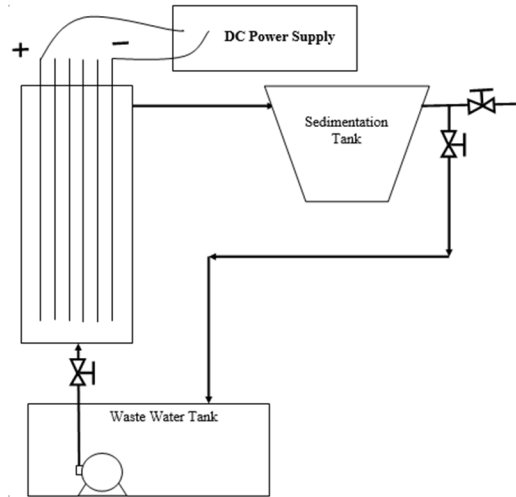 +
−
DC Power Supply
Sedimentation
Tank
Waste Water Tank